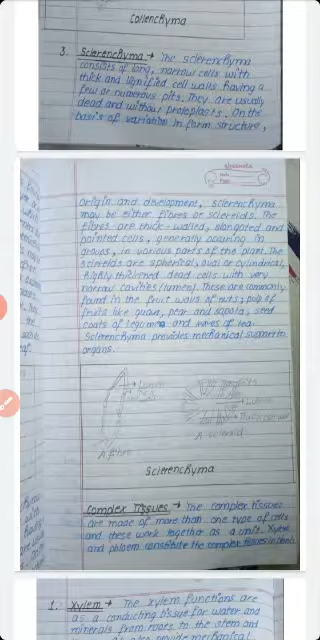 Collenchyma
3. Sclerenchyma → The sclerenchyma
consists of long, narrow cells with
thick and lignified cell walls having a
few or numerous pits. They are usually
dead and without protoplasts. On the
basis of variation in form structure,
origin and development, sclerenchyma
may be either fibres or sclereids. The
fibres are thick-walled, elongated and
pointed cells, generally occuring in
groups, in various parts of the plant. The
sclereids are spherical, oval or cylindrical,
highly thickened dead cells with very
narrow cavities (lumen). These are commonly
found in the fruit walls of nuts; pulp of
fruits like guava, pear and sapota; seed
coats of legumes and leaves of tea.
Sclerenchyma provides mechanical support to
organs.
Lumen
A fibre
A sclereid
Sclerenchyma
Complex Tissues → The complex tissues
are made of more than one type of cells
and these work together as a unit. Xylem
and phloem constitute the complex tissues in
1. Xylem → The xylem functions are
as a conducting tissue for water and
minerals from roots to the stem and
provide mechanical